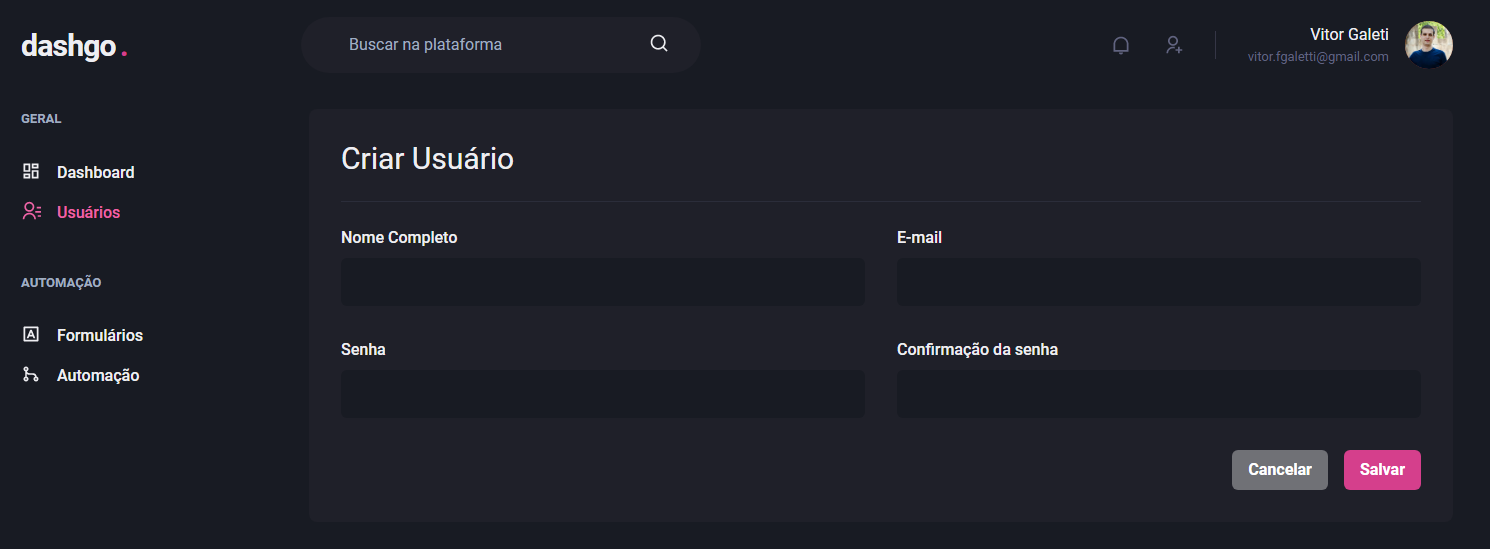 dashgo.
Buscar na plataforma
Vitor Galeti
vitor.fgaletti@gmail.com
GERAL
Dashboard
Usuários
AUTOMAÇÃO
Formulários
Automação
Criar Usuário
Nome Completo
E-mail
Senha
Confirmação da senha
Cancelar
Salvar